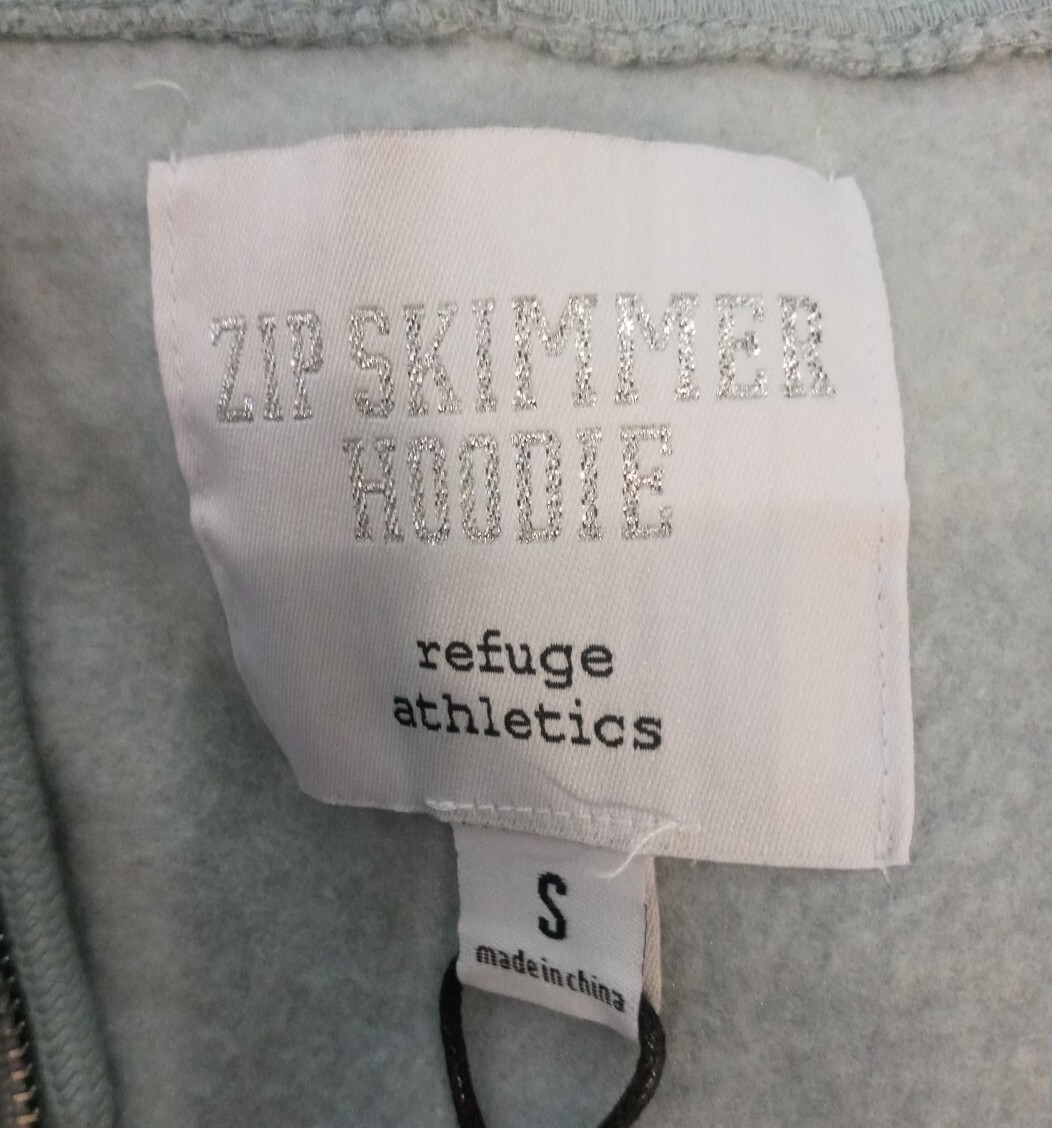 ZIP SKIMMER
HOODIE
refuge
athletics
S
made in china